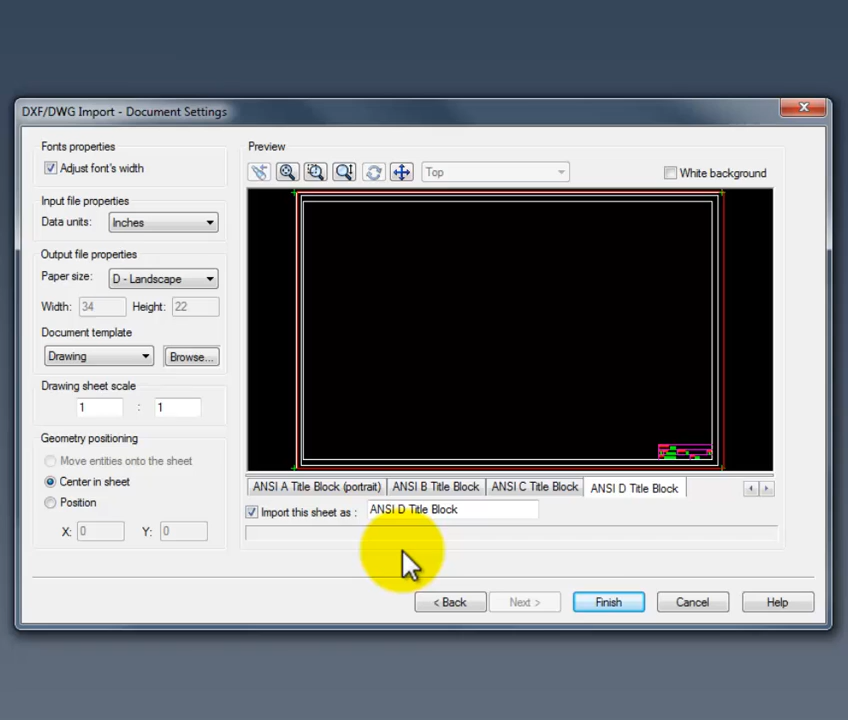 DXF/DWG Import - Document Settings
Fonts properties
Adjust font's width
Input file properties
Data units: Inches
Output file properties
Paper size: D - Landscape
Width: 34 Height: 22
Document template
Drawing Browse...
Drawing sheet scale
1 : 1
Geometry positioning
Move entities onto the sheet
Center in sheet
Position
X: 0 Y: 0
Preview
Top White background
ANSI A Title Block (portrait) ANSI B Title Block ANSI C Title Block ANSI D Title Block
Import this sheet as : ANSI D Title Block
< Back Next > Finish Cancel Help